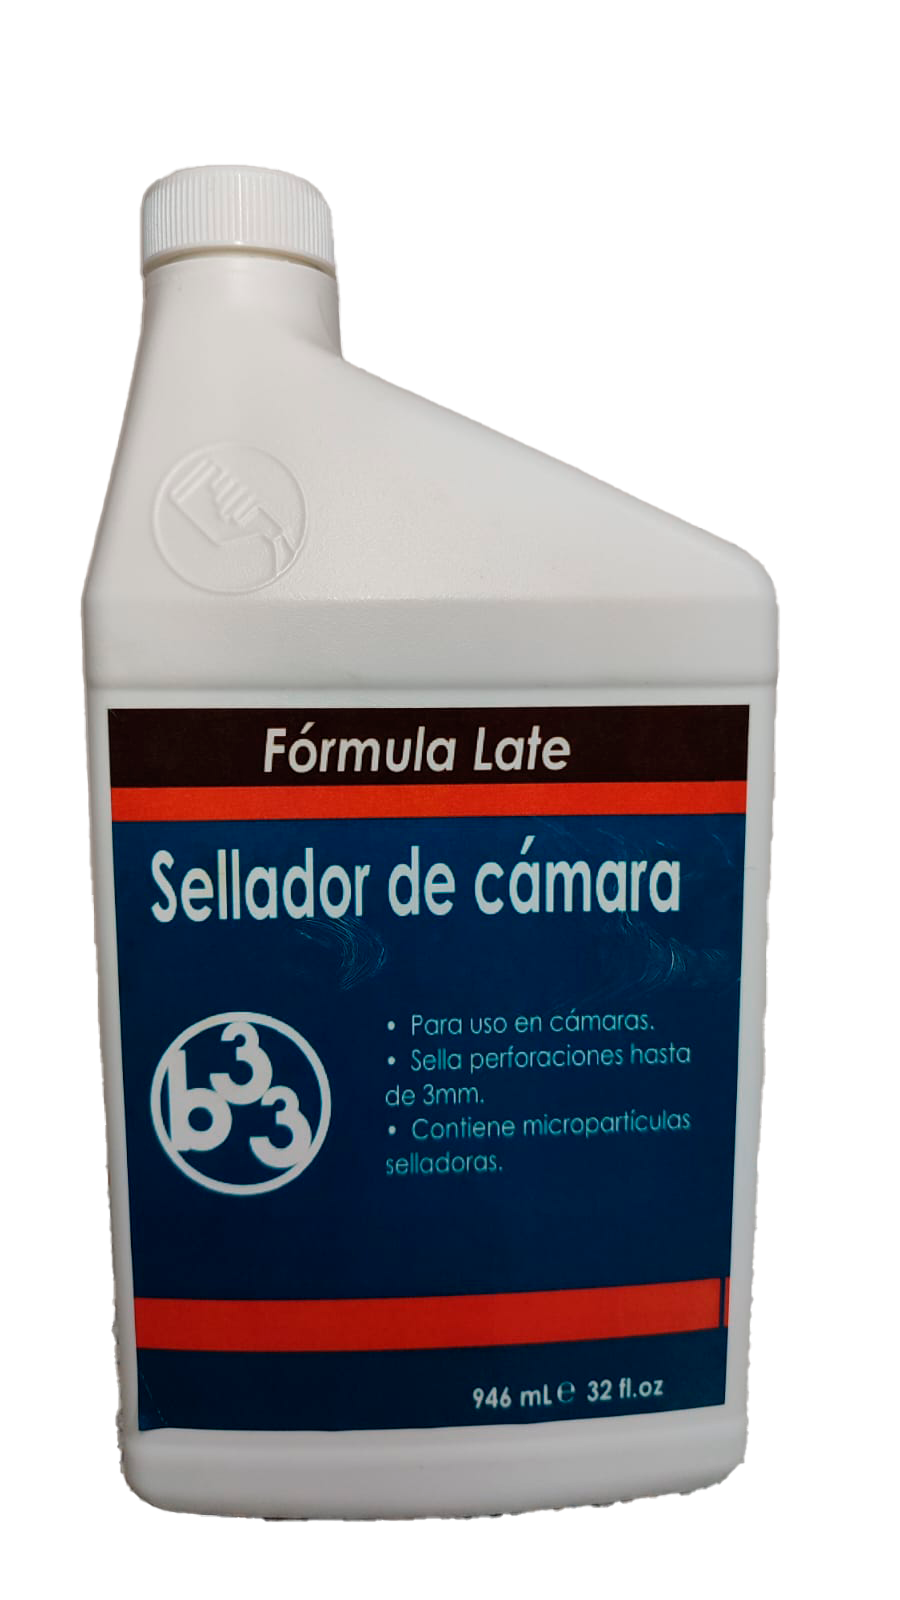 Fórmula Late
Sellador de cámara
b33
• Para uso en cámaras.
• Sella perforaciones hasta
de 3mm.
• Contiene micropartículas
selladoras.
946 mL℮ 32 fl.oz